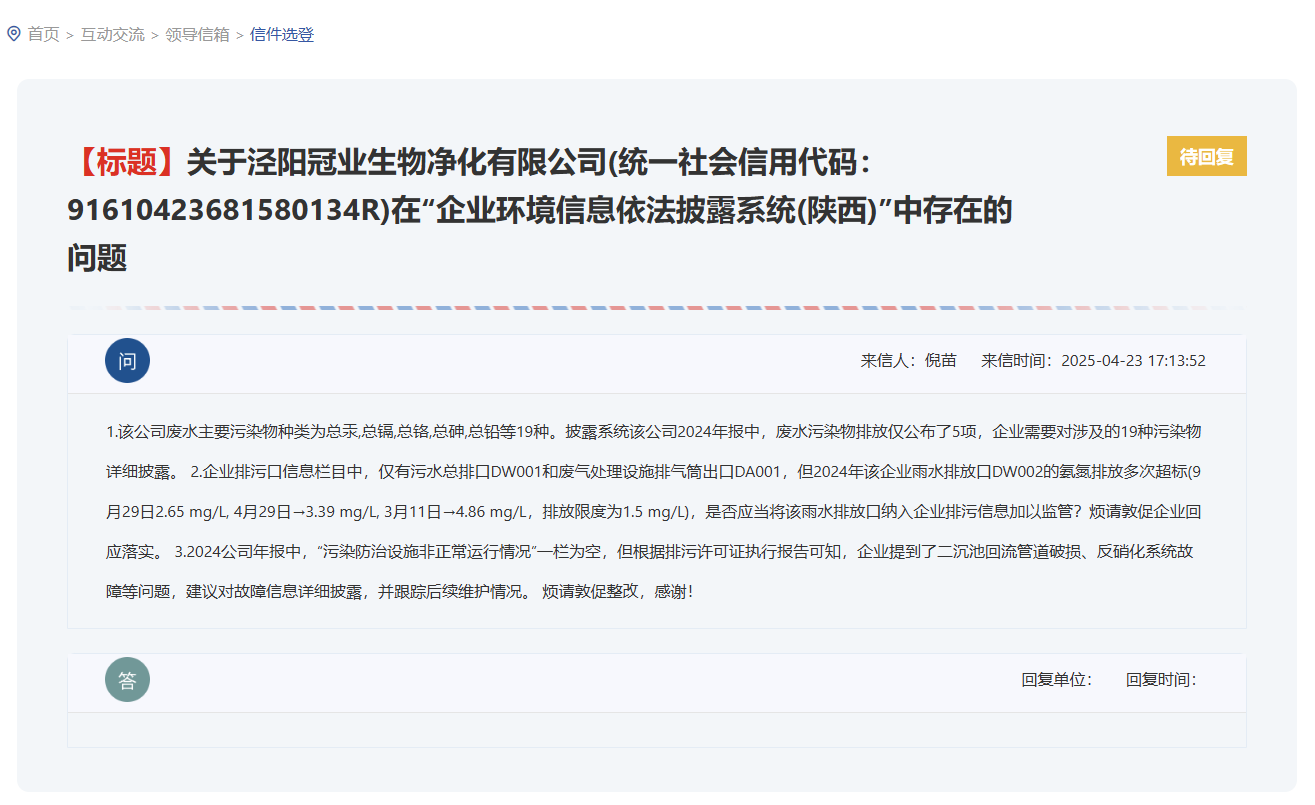 首页 > 互动交流 > 领导信箱 > 信件选登
【标题】关于泾阳冠业生物净化有限公司(统一社会信用代码：
91610423681580134R)在“企业环境信息依法披露系统(陕西)”中存在的
问题
待回复
问
来信人：倪苗 来信时间：2025-04-23 17:13:52
1.该公司废水主要污染物种类为总汞,总镉,总铬,总砷,总铅等19种。披露系统该公司2024年报中，废水污染物排放仅公布了5项，企业需要对涉及的19种污染物
详细披露。 2.企业排污口信息栏目中，仅有污水总排口DW001和废气处理设施排气筒出口DA001，但2024年该企业雨水排放口DW002的氨氮排放多次超标(9
月29日2.65 mg/L, 4月29日→3.39 mg/L, 3月11日→4.86 mg/L，排放限度为1.5 mg/L)，是否应当将该雨水排放口纳入企业排污信息加以监管？烦请敦促企业回
应落实。 3.2024公司年报中，“污染防治设施非正常运行情况”一栏为空，但根据排污许可证执行报告可知，企业提到了二沉池回流管道破损、反硝化系统故
障等问题，建议对故障信息详细披露，并跟踪后续维护情况。 烦请敦促整改，感谢！
答
回复单位： 回复时间：